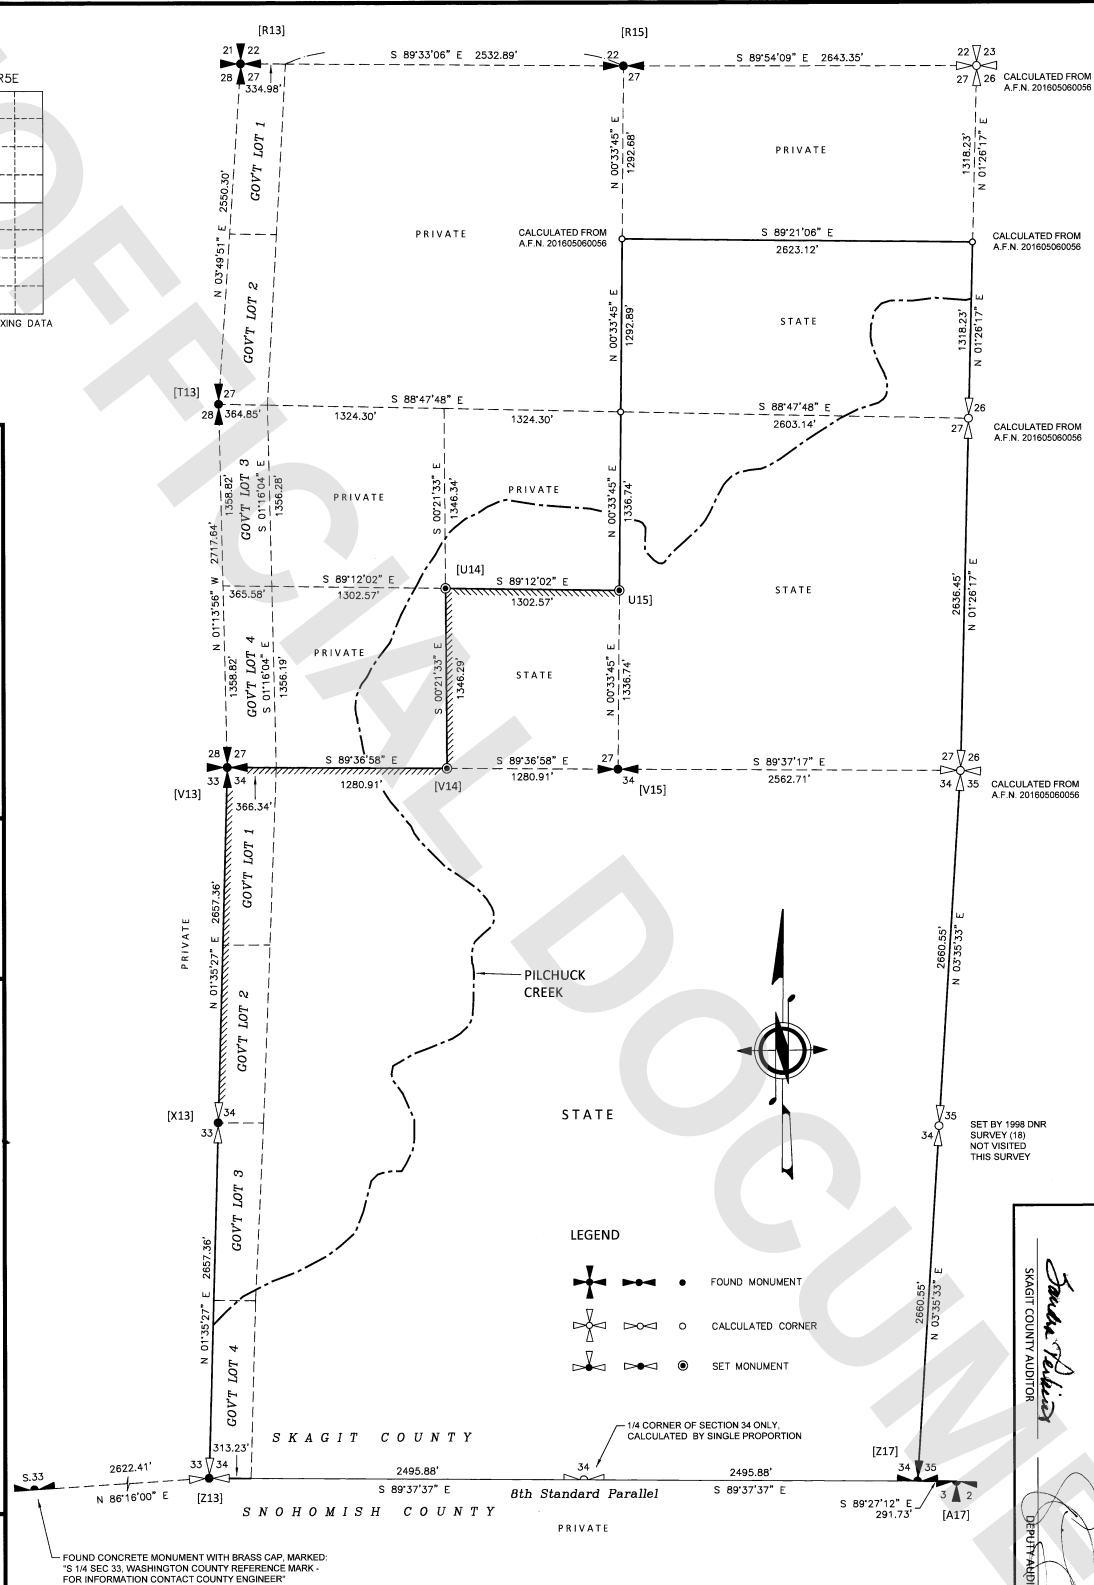 [R13]
[R15]
21 22
28 27
S 89°33'06" E 2532.89'
22
27
S 89°54'09" E 2643.35'
22 23
27 26
CALCULATED FROM
A.F.N. 201605060056
R5E
334.98'
GOV'T LOT 1
N 03°49'51" E 2550.30'
N 00°33'45" E
1292.68'
PRIVATE
1318.23'
N 01°26'17" E
PRIVATE
CALCULATED FROM
A.F.N. 201605060056
S 89°21'06" E
2623.12'
CALCULATED FROM
A.F.N. 201605060056
GOV'T LOT 2
XING DATA
N 00°33'45" E
1292.89'
STATE
1318.23'
N 01°26'17" E
[T13]
27
28
364.85'
S 88°47'48" E
1324.30'
1324.30'
S 88°47'48" E
2603.14'
26
27
CALCULATED FROM
A.F.N. 201605060056
1358.82'
GOV'T LOT 3
S 01°16'04" E
1356.28'
PRIVATE
S 00°21'33" E
1346.34'
PRIVATE
N 00°33'45" E
1336.74'
N 01°13'56" W 2717.64'
[U14]
S 89°12'02" E
365.58'
1302.57'
S 89°12'02" E
1302.57'
U15]
STATE
2636.45'
N 01°26'17" E
1358.82'
GOV'T LOT 4
S 01°16'04" E
1356.19'
PRIVATE
S 00°21'33" E
1346.29'
STATE
N 00°33'45" E
1336.74'
28 27
33 34
[V13]
366.34'
S 89°36'58" E
1280.91'
[V14]
S 89°36'58" E
1280.91'
27
34
[V15]
S 89°37'17" E
2562.71'
27 26
34 35
CALCULATED FROM
A.F.N. 201605060056
GOV'T LOT 1
PRIVATE
N 01°35'27" E 2657.36'
2660.55'
N 03°35'33" E
PILCHUCK
CREEK
GOV'T LOT 2
[X13]
34
33
STATE
35
34
SET BY 1998 DNR
SURVEY (18)
NOT VISITED
THIS SURVEY
GOV'T LOT 3
N 01°35'27" E 2657.36'
LEGEND
FOUND MONUMENT
CALCULATED CORNER
SET MONUMENT
2660.55'
N 03°35'33" E
Sandra Perkins
SKAGIT COUNTY AUDITOR
GOV'T LOT 4
1/4 CORNER OF SECTION 34 ONLY,
CALCULATED BY SINGLE PROPORTION
SKAGIT COUNTY
313.23'
S.33
2622.41'
N 86°16'00" E
33 34
[Z13]
2495.88'
S 89°37'37" E
34
8th Standard Parallel
2495.88'
S 89°37'37" E
[Z17]
34 35
S 89°27'12" E
291.73'
3 2
[A17]
SNOHOMISH COUNTY
PRIVATE
DEPUTY AUDI
FOUND CONCRETE MONUMENT WITH BRASS CAP, MARKED:
"S 1/4 SEC 33, WASHINGTON COUNTY REFERENCE MARK -
FOR INFORMATION CONTACT COUNTY ENGINEER"
OFFICIAL DOCUME